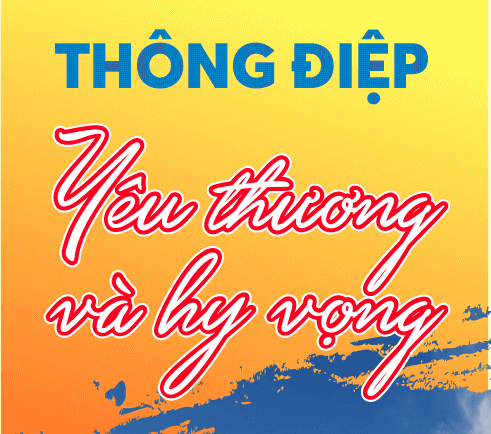 THÔNG ĐIỆP
Yêu thương
và hy vọng